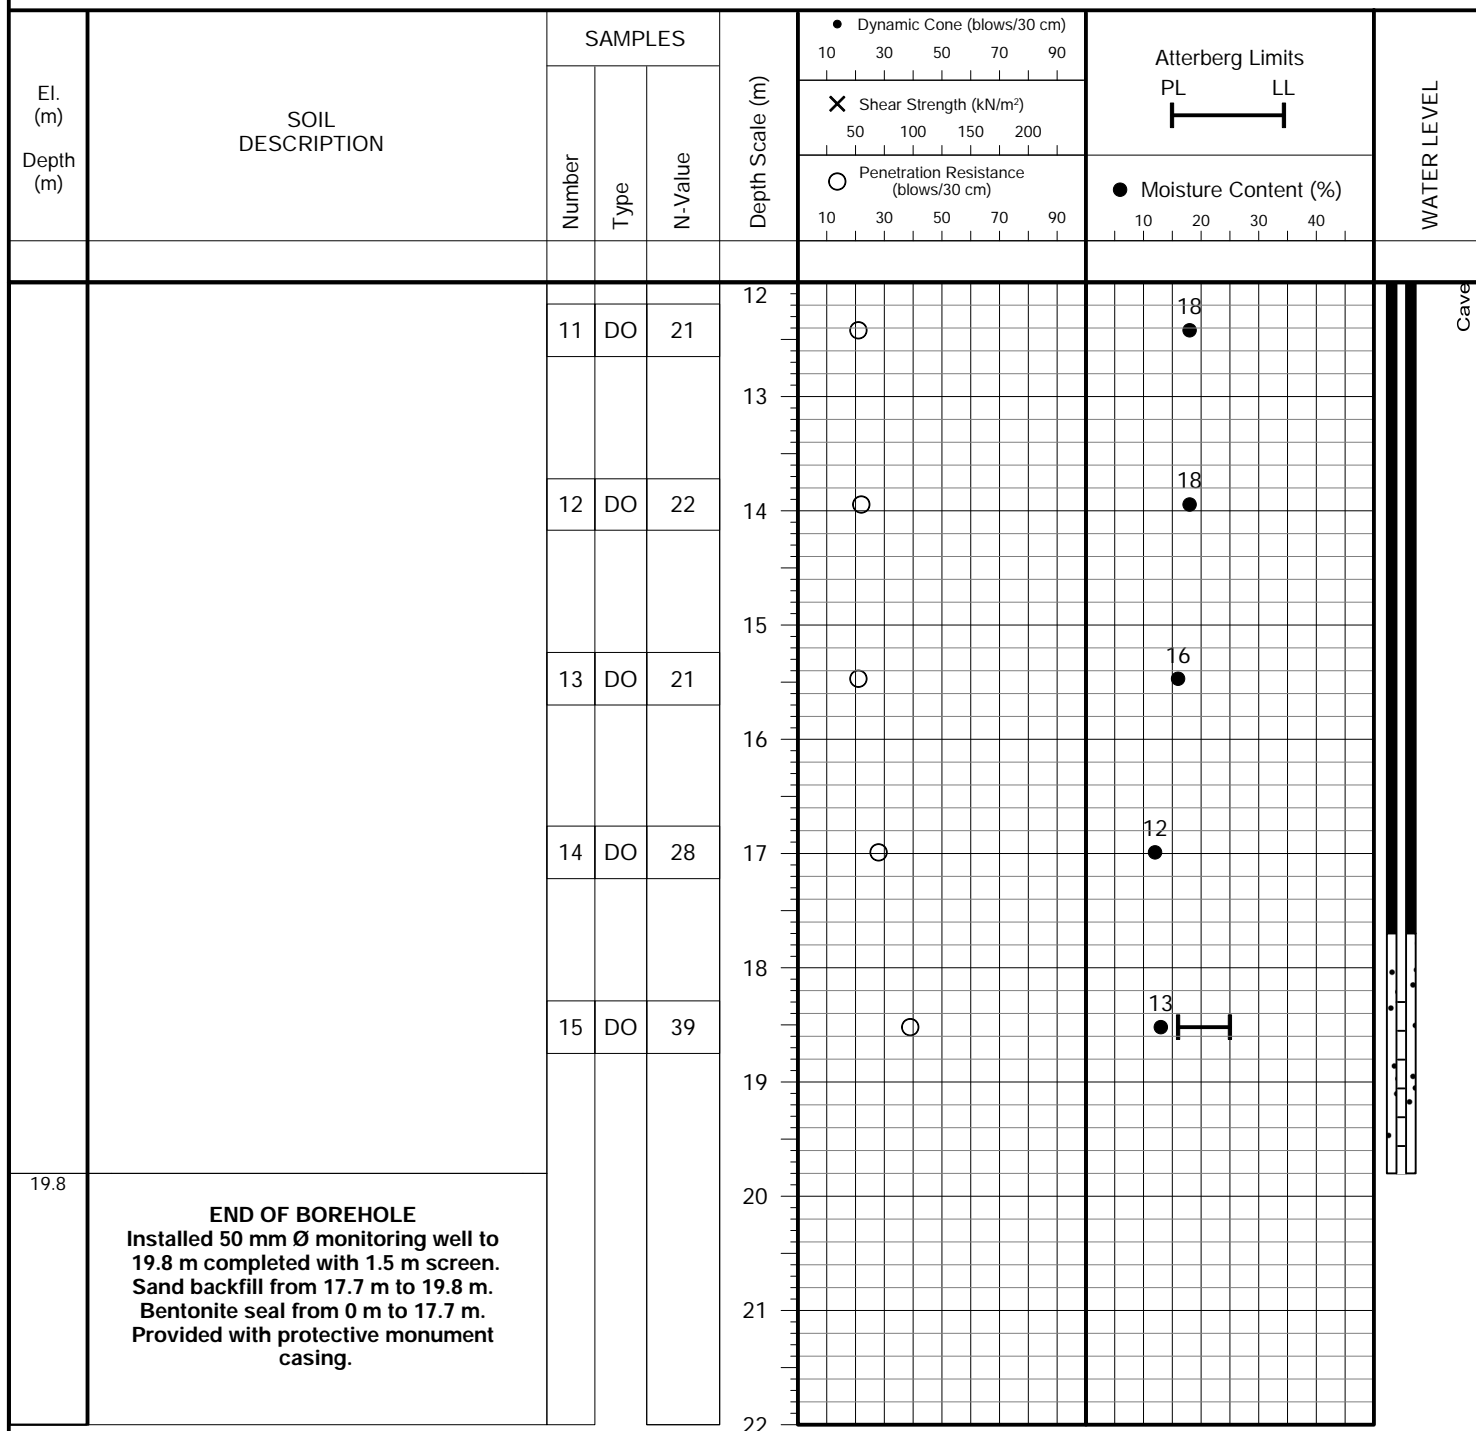 El.
(m)
Depth
(m)
SOIL
DESCRIPTION
SAMPLES
Number
Type
N-Value
Depth Scale (m)
Dynamic Cone (blows/30 cm)
10 30 50 70 90
Shear Strength (kN/m²)
50 100 150 200
Penetration Resistance
(blows/30 cm)
10 30 50 70 90
Atterberg Limits
PL LL
Moisture Content (%)
10 20 30 40
WATER LEVEL
12
18
Cave
11 DO 21
13
18
12 DO 22
14
15
16
13 DO 21
16
12
14 DO 28
17
18
13
15 DO 39
19
19.8
20
END OF BOREHOLE
Installed 50 mm Ø monitoring well to
19.8 m completed with 1.5 m screen.
Sand backfill from 17.7 m to 19.8 m.
Bentonite seal from 0 m to 17.7 m.
Provided with protective monument
casing.
21
22